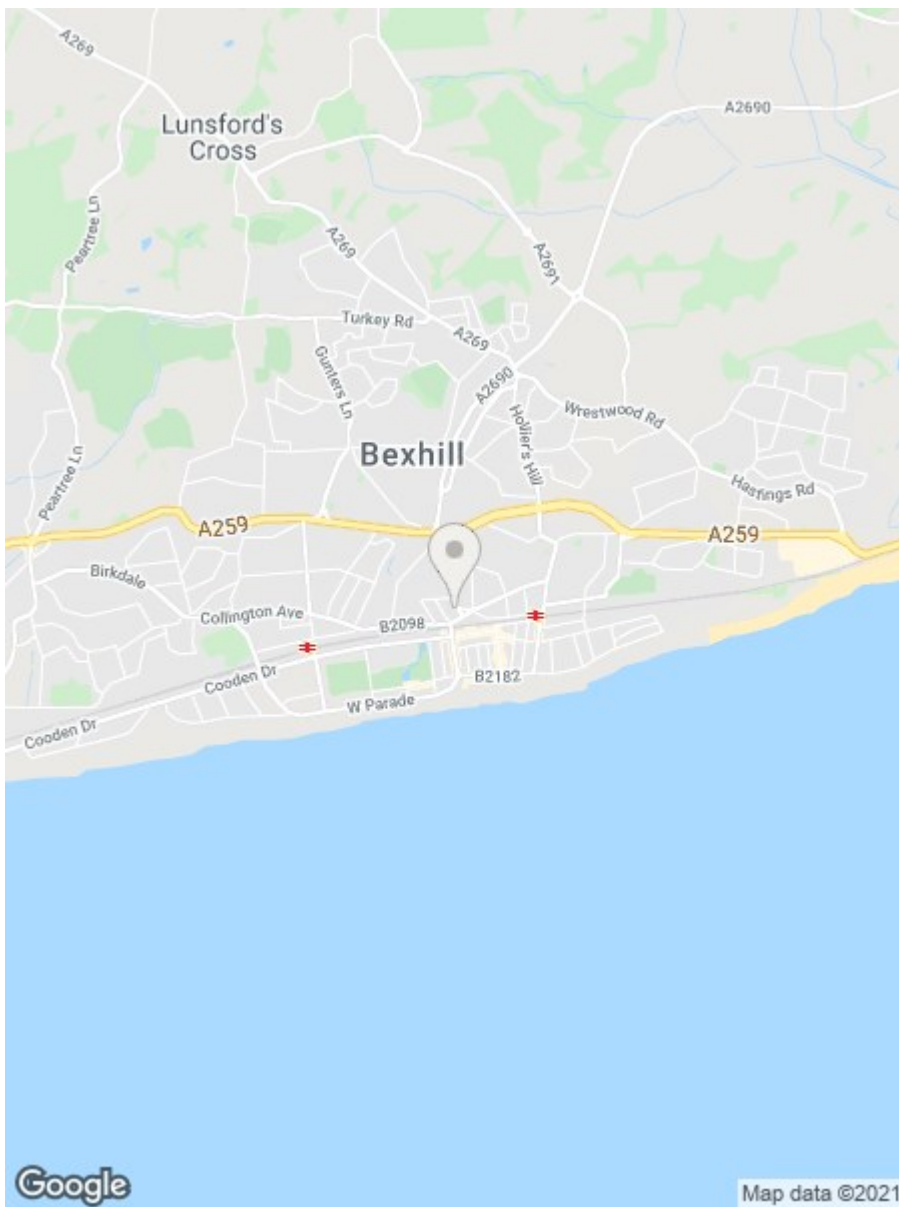 A269
A2690
Lunsford's
Cross
Peartree Ln
A269
A2691
Turkey Rd
A269
Gunters Ln
A2690
Hollier's Hill
Wrestwood Rd
Bexhill
Peartree Ln
Hastings Rd
A259
A259
Birkdale
Collington Ave
B2098
Cooden Dr
B2182
W Parade
Cooden Dr
Google
Map data ©2021